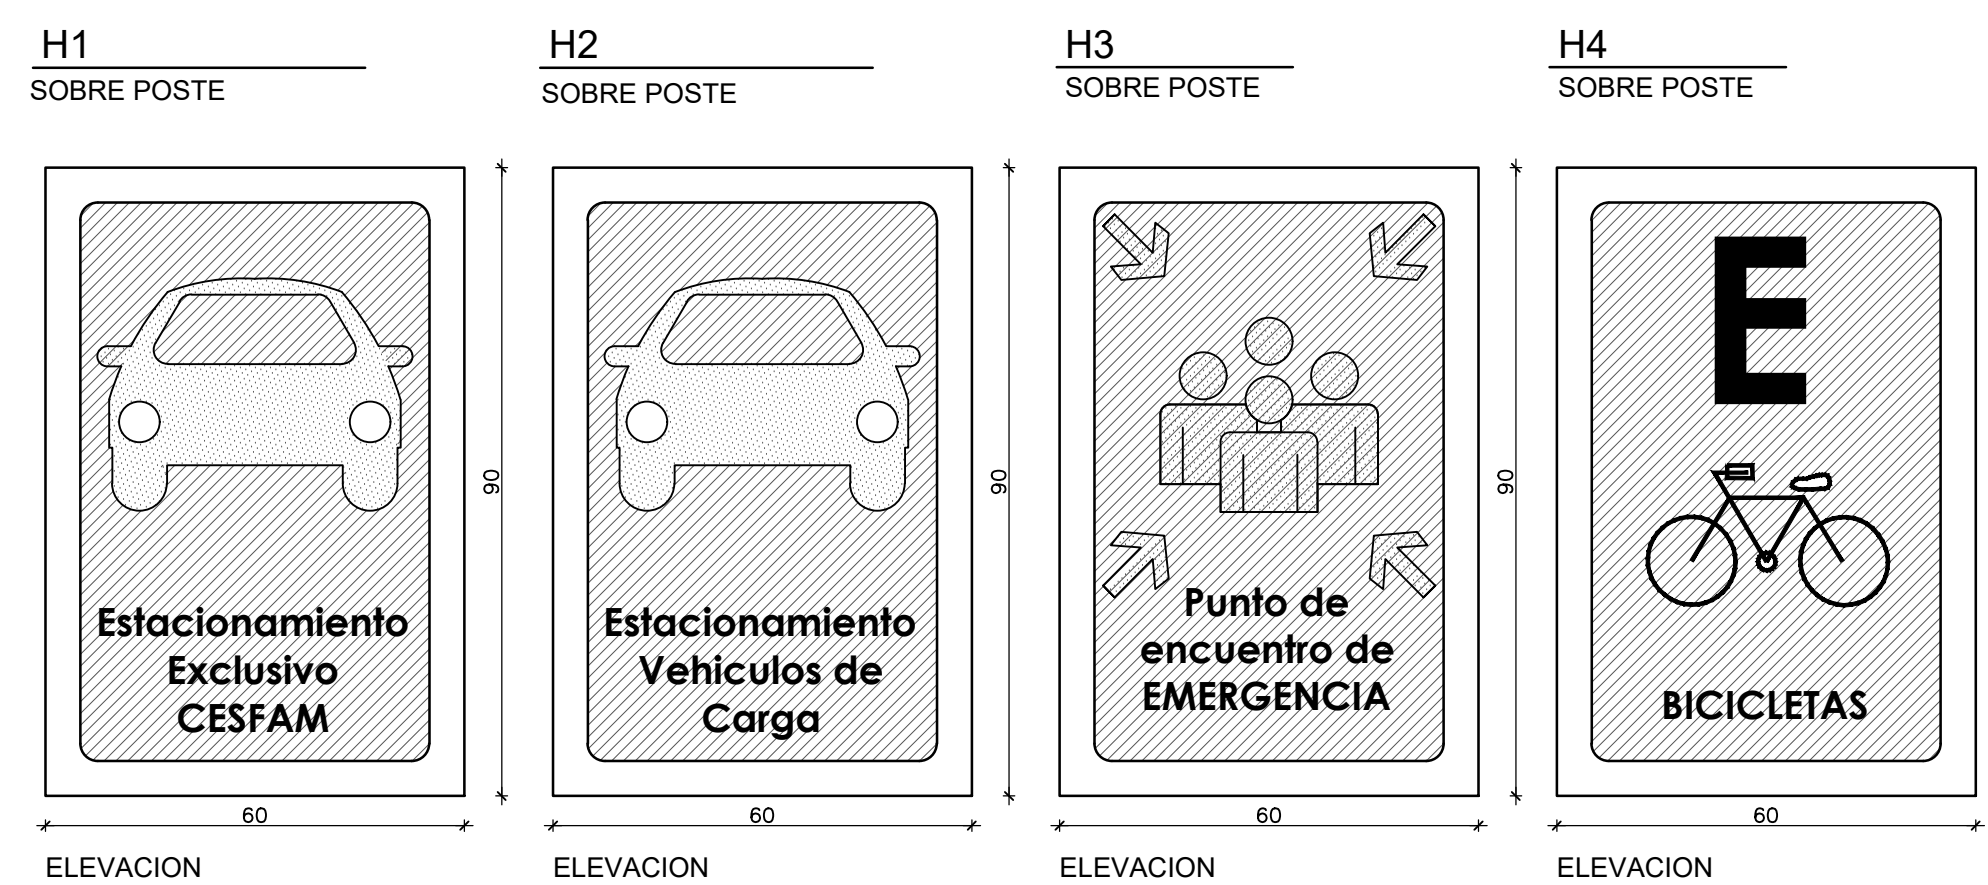 H1
SOBRE POSTE
H2
SOBRE POSTE
H3
SOBRE POSTE
H4
SOBRE POSTE
Estacionamiento
Exclusivo
CESFAM
90
60
ELEVACION
Estacionamiento
Vehiculos de
Carga
90
60
ELEVACION
Punto de
encuentro de
EMERGENCIA
90
60
ELEVACION
E
BICICLETAS
60
ELEVACION